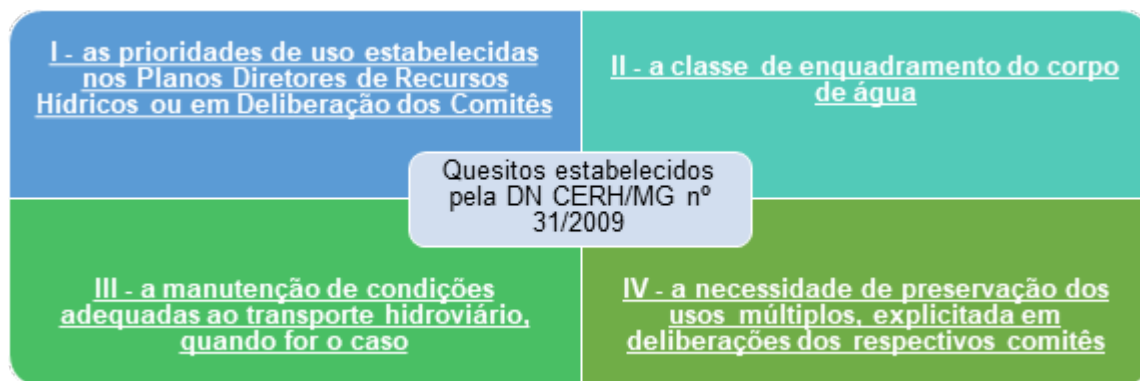 I - as prioridades de uso estabelecidas
nos Planos Diretores de Recursos
Hídricos ou em Deliberação dos Comitês
II - a classe de enquadramento do corpo
de água
Quesitos estabelecidos
pela DN CERH/MG nº
31/2009
III - a manutenção de condições
adequadas ao transporte hidroviário,
quando for o caso
IV - a necessidade de preservação dos
usos múltiplos, explicitada em
deliberações dos respectivos comitês